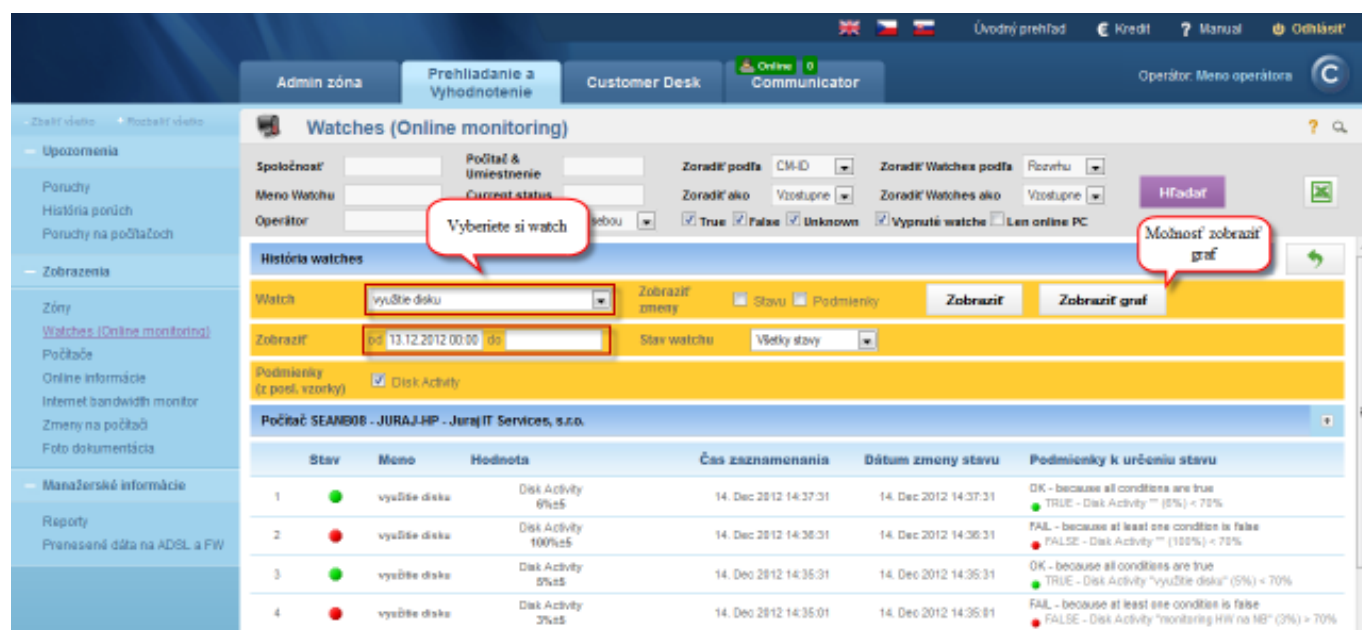 Úvodný prehľad € Kredit ? Manual Odhlásiť
Admin zóna
Prehliadanie a
Vyhodnotenie
Customer Desk
Online 0
Communicator
Operátor: Meno operátora
Zbaliť všetko + Rozbaliť všetko
Upozornenia
Poruchy
História porúch
Poruchy na počítačoch
Zobrazenia
Zóny
Watches (Online monitoring)
Počítače
Online informácie
Internet bandwidth monitor
Zmeny na počítači
Foto dokumentácia
Manažerské informácie
Reporty
Prenesené dáta na ADSL a FW
Watches (Online monitoring)
Spoločnosť
Počítač &
Umiestnenie
Zoradiť podľa CM-ID
Zoradiť Watches podľa Rozvrhu
Meno Watchu
Current status
Zoradiť ako Vzostupne
Zoradiť Watches ako Vzostupne
Hľadať
Operátor
sebou
True False Unknown
Vypnuté watche Len online PC
Vyberiete si watch
Možnosť zobraziť
graf
História watches
Watch využitie disku
Zobraziť
zmeny
Stavu Podmienky
Zobraziť
Zobraziť graf
Zobraziť od 13.12.2012 00:00 do
Stav watchu Všetky stavy
Podmienky
(z posl. vzorky)
Disk Activity
Počítač SEANB08 - JURAJ-HP - Juraj IT Services, s.r.o.
Stav Meno Hodnota Čas zaznamenania Dátum zmeny stavu Podmienky k určeniu stavu
1 využitie disku Disk Activity
6%±5
14. Dec 2012 14:37:31 14. Dec 2012 14:37:31
OK - because all conditions are true
TRUE - Disk Activity "" (6%) < 70%
2 využitie disku Disk Activity
100%±5
14. Dec 2012 14:36:31 14. Dec 2012 14:36:31
FAIL - because at least one condition is false
FALSE - Disk Activity "" (100%) < 70%
3 využitie disku Disk Activity
5%±5
14. Dec 2012 14:35:31 14. Dec 2012 14:35:31
OK - because all conditions are true
TRUE - Disk Activity "využitie disku" (5%) < 70%
4 využitie disku Disk Activity
3%±5
14. Dec 2012 14:35:01 14. Dec 2012 14:35:01
FAIL - because at least one condition is false
FALSE - Disk Activity "monitoring HW na NB" (3%) > 70%